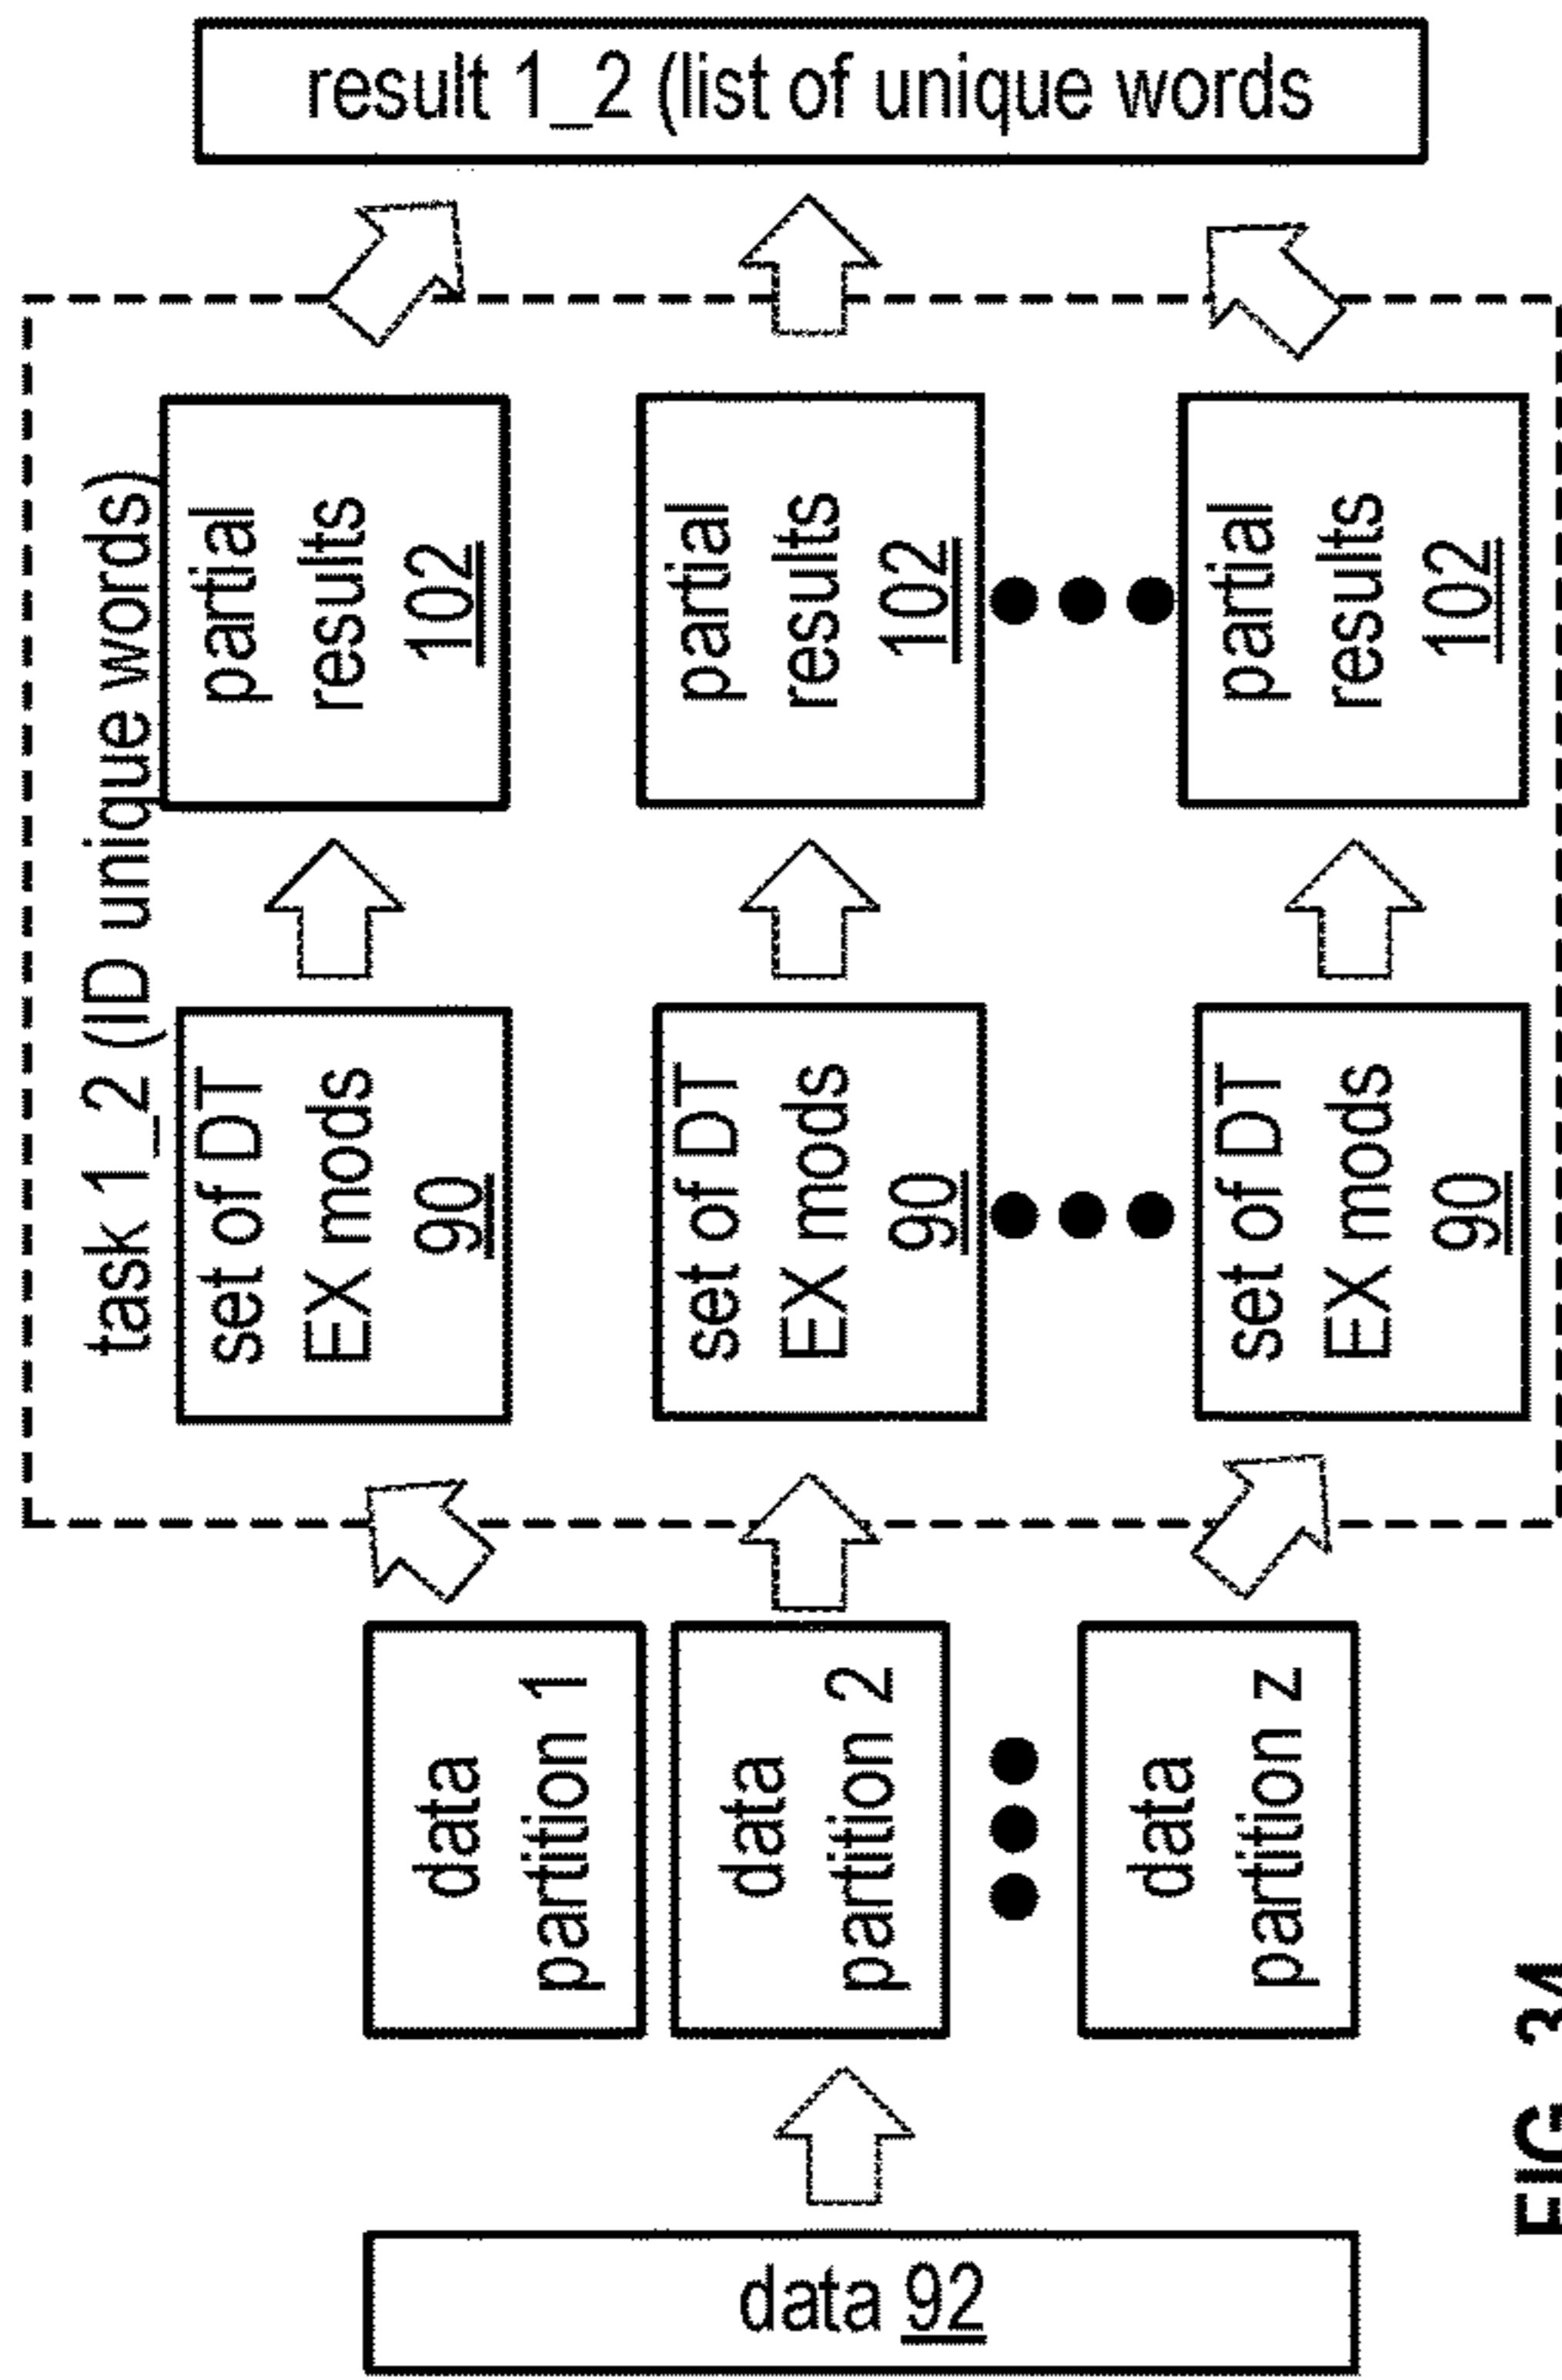 data 92
data
partition 1
data
partition 2
data
partition z
task 1_2 (ID unique words)
set of DT
EX mods
90
set of DT
EX mods
90
set of DT
EX mods
90
partial
results
102
partial
results
102
partial
results
102
result 1_2 (list of unique words
FIG. 34